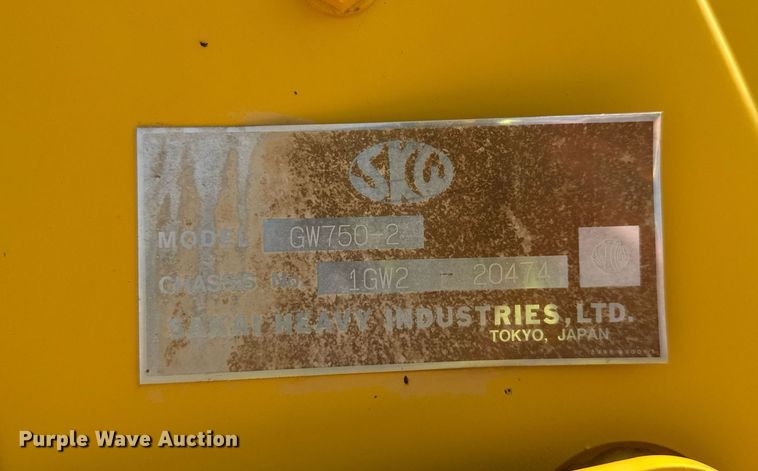 SKW
MODEL GW750-2
CHASSIS No. 1GW2 - 20474
SAKAI HEAVY INDUSTRIES, LTD.
TOKYO, JAPAN
Purple Wave Auction